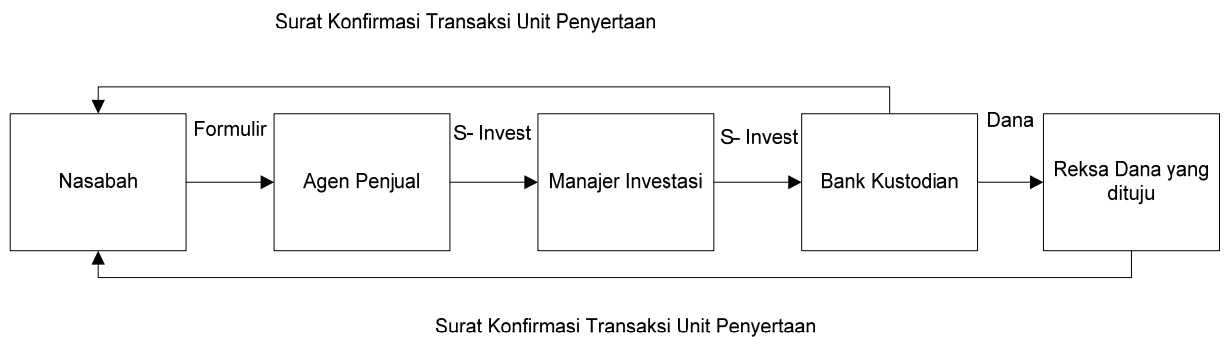 Surat Konfirmasi Transaksi Unit Penyertaan
Formulir
S- Invest
S- Invest
Dana
Nasabah
Agen Penjual
Manajer Investasi
Bank Kustodian
Reksa Dana yang
dituju
Surat Konfirmasi Transaksi Unit Penyertaan